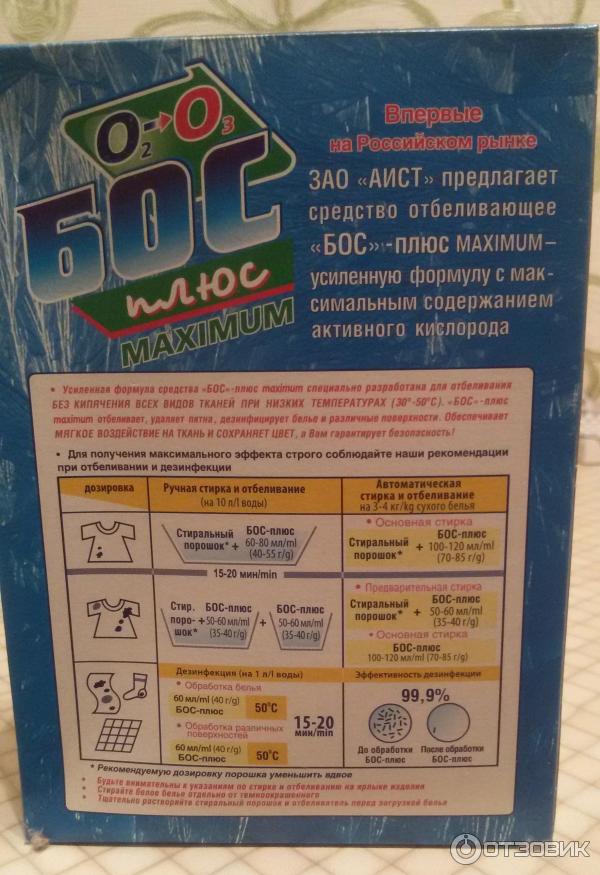 O2→O3
БОС
плюс
MAXIMUM
Впервые
на Российском рынке
ЗАО «АИСТ» предлагает
средство отбеливающее
«БОС»-плюс MAXIMUM–
усиленную формулу с мак-
симальным содержанием
активного кислорода
• Усиленная формула средства «БОС»-плюс maximum специально разработана для отбеливания
БЕЗ КИПЯЧЕНИЯ ВСЕХ ВИДОВ ТКАНЕЙ ПРИ НИЗКИХ ТЕМПЕРАТУРАХ (30°-50°С). «БОС»-плюс
maximum отбеливает, удаляет пятна, дезинфицирует белье и различные поверхности. Обеспечивает
МЯГКОЕ ВОЗДЕЙСТВИЕ НА ТКАНЬ И СОХРАНЯЕТ ЦВЕТ, а Вам гарантирует безопасность!
• Для получения максимального эффекта строго соблюдайте наши рекомендации
при отбеливании и дезинфекции
дозировка
Ручная стирка и отбеливание
(на 10 л/l воды)
Автоматическая
стирка и отбеливание
на 3-4 кг/kg сухого белья
Стиральный порошок* + БОС-плюс
60-80 мл/ml
(40-55 г/g)
• Основная стирка
Стиральный порошок* + БОС-плюс
100-120 мл/ml
(70-85 г/g)
15-20 мин/min
Стир. поро- шок* + БОС-плюс
50-60 мл/ml
(35-40 г/g)
+ БОС-плюс
50-60 мл/ml
(35-40 г/g)
• Предварительная стирка
Стиральный порошок* + БОС-плюс
50-60 мл/ml
(35-40 г/g)
• Основная стирка
БОС-плюс
100-120 мл/ml (70-85 г/g)
Дезинфекция (на 1 л/l воды)
• Обработка белья
60 мл/ml (40 г/g)
БОС-плюс
50°С
• Обработка различных
поверхностей
60 мл/ml (40 г/g)
БОС-плюс
50°С
15-20
мин/min
Эффективность дезинфекции
99,9%
До обработки
БОС-плюс
После обработки
БОС-плюс
* Рекомендуемую дозировку порошка уменьшить вдвое
• Будьте внимательны к указаниям по стирке и отбеливанию на ярлыке изделия
• Стирайте белое белье отдельно от темноокрашенного
• Тщательно растворяйте стиральный порошок и отбеливатель перед загрузкой белья
ОТЗОВИК